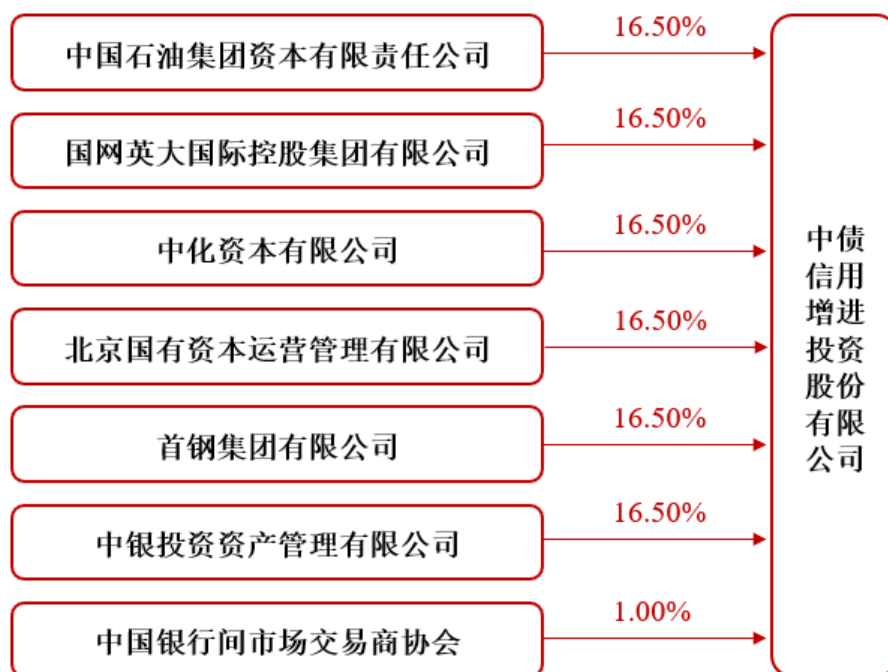 中国石油集团资本有限责任公司
16.50%
国网英大国际控股集团有限公司
16.50%
中化资本有限公司
16.50%
北京国有资本运营管理有限公司
16.50%
首钢集团有限公司
16.50%
中银投资资产管理有限公司
16.50%
中国银行间市场交易商协会
1.00%
中债
信用
增进
投资
股份
有限
公司